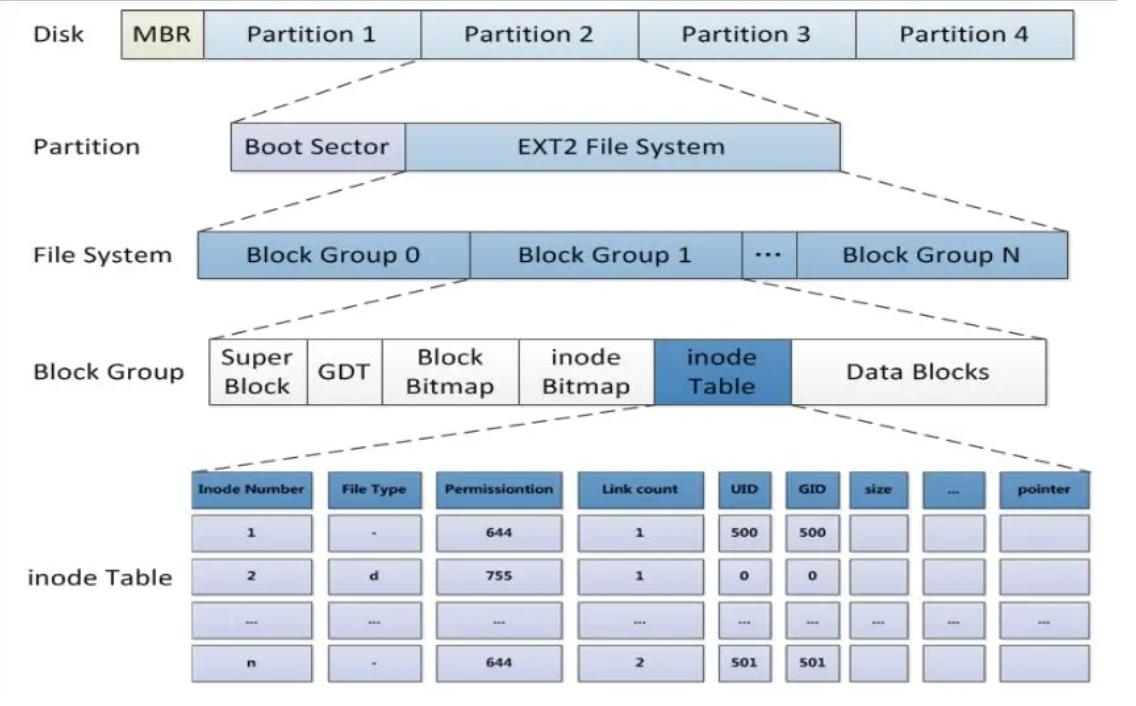 Disk MBR Partition 1 Partition 2 Partition 3 Partition 4
Partition Boot Sector EXT2 File System
File System Block Group 0 Block Group 1 ... Block Group N
Block Group Super Block GDT Block Bitmap inode Bitmap inode Table Data Blocks
Inode Number File Type Permissiontion Link count UID GID size ... pointer
1 - 644 1 500 500
inode Table 2 d 755 1 0 0
... ... ... ... ... ... ... ... ...
n - 644 2 501 501